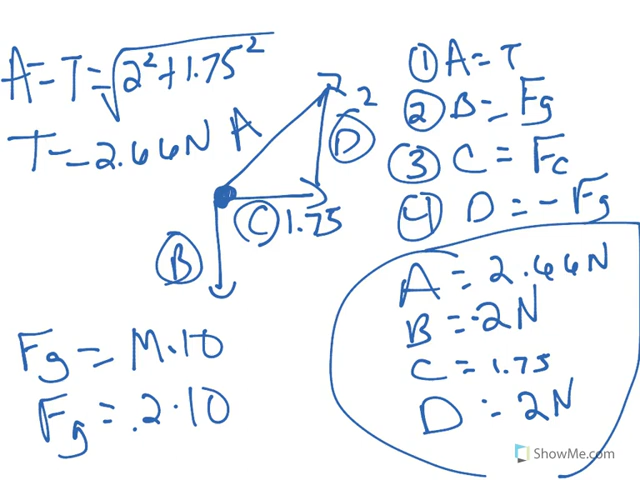 A = T = √2² + 1.75²
T = 2.66N
A
2
D
C 1.75
B
Fg = M.10
Fg = .2.10
① A = T
② B = Fg
③ C = Fc
④ D = -Fg
A = 2.66N
B = -2N
C = 1.75
D = 2N
ShowMe.com